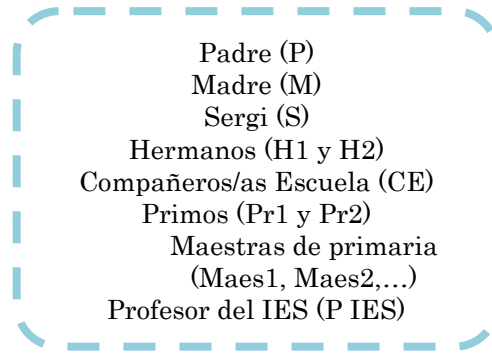 Padre (P)
Madre (M)
Sergi (S)
Hermanos (H1 y H2)
Compañeros/as Escuela (CE)
Primos (Pr1 y Pr2)
Maestras de primaria
(Maes1, Maes2,…)
Profesor del IES (P IES)